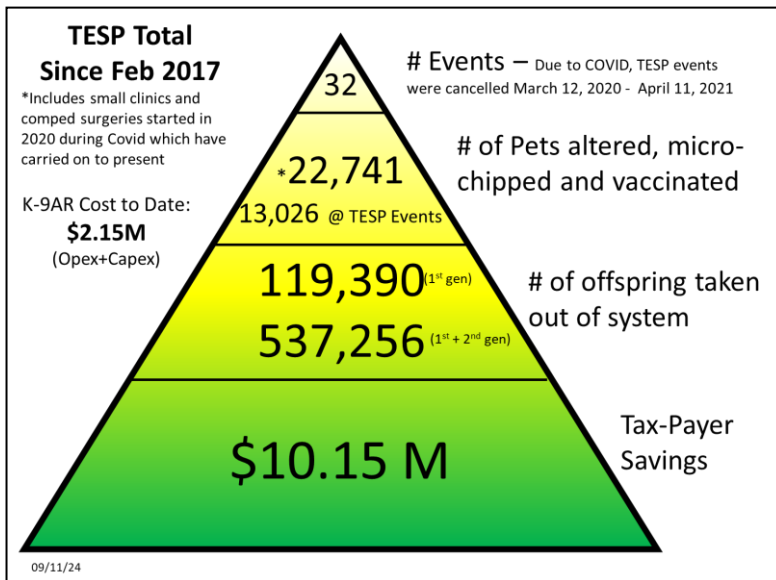 TESP Total
Since Feb 2017
*Includes small clinics and
comped surgeries started in
2020 during Covid which have
carried on to present
K-9AR Cost to Date:
$2.15M
(Opex+Capex)
32
# Events – Due to COVID, TESP events
were cancelled March 12, 2020 - April 11, 2021
*22,741
13,026 @ TESP Events
# of Pets altered, micro-
chipped and vaccinated
119,390 (1st gen)
537,256 (1st + 2nd gen)
# of offspring taken
out of system
$10.15 M
Tax-Payer
Savings
09/11/24